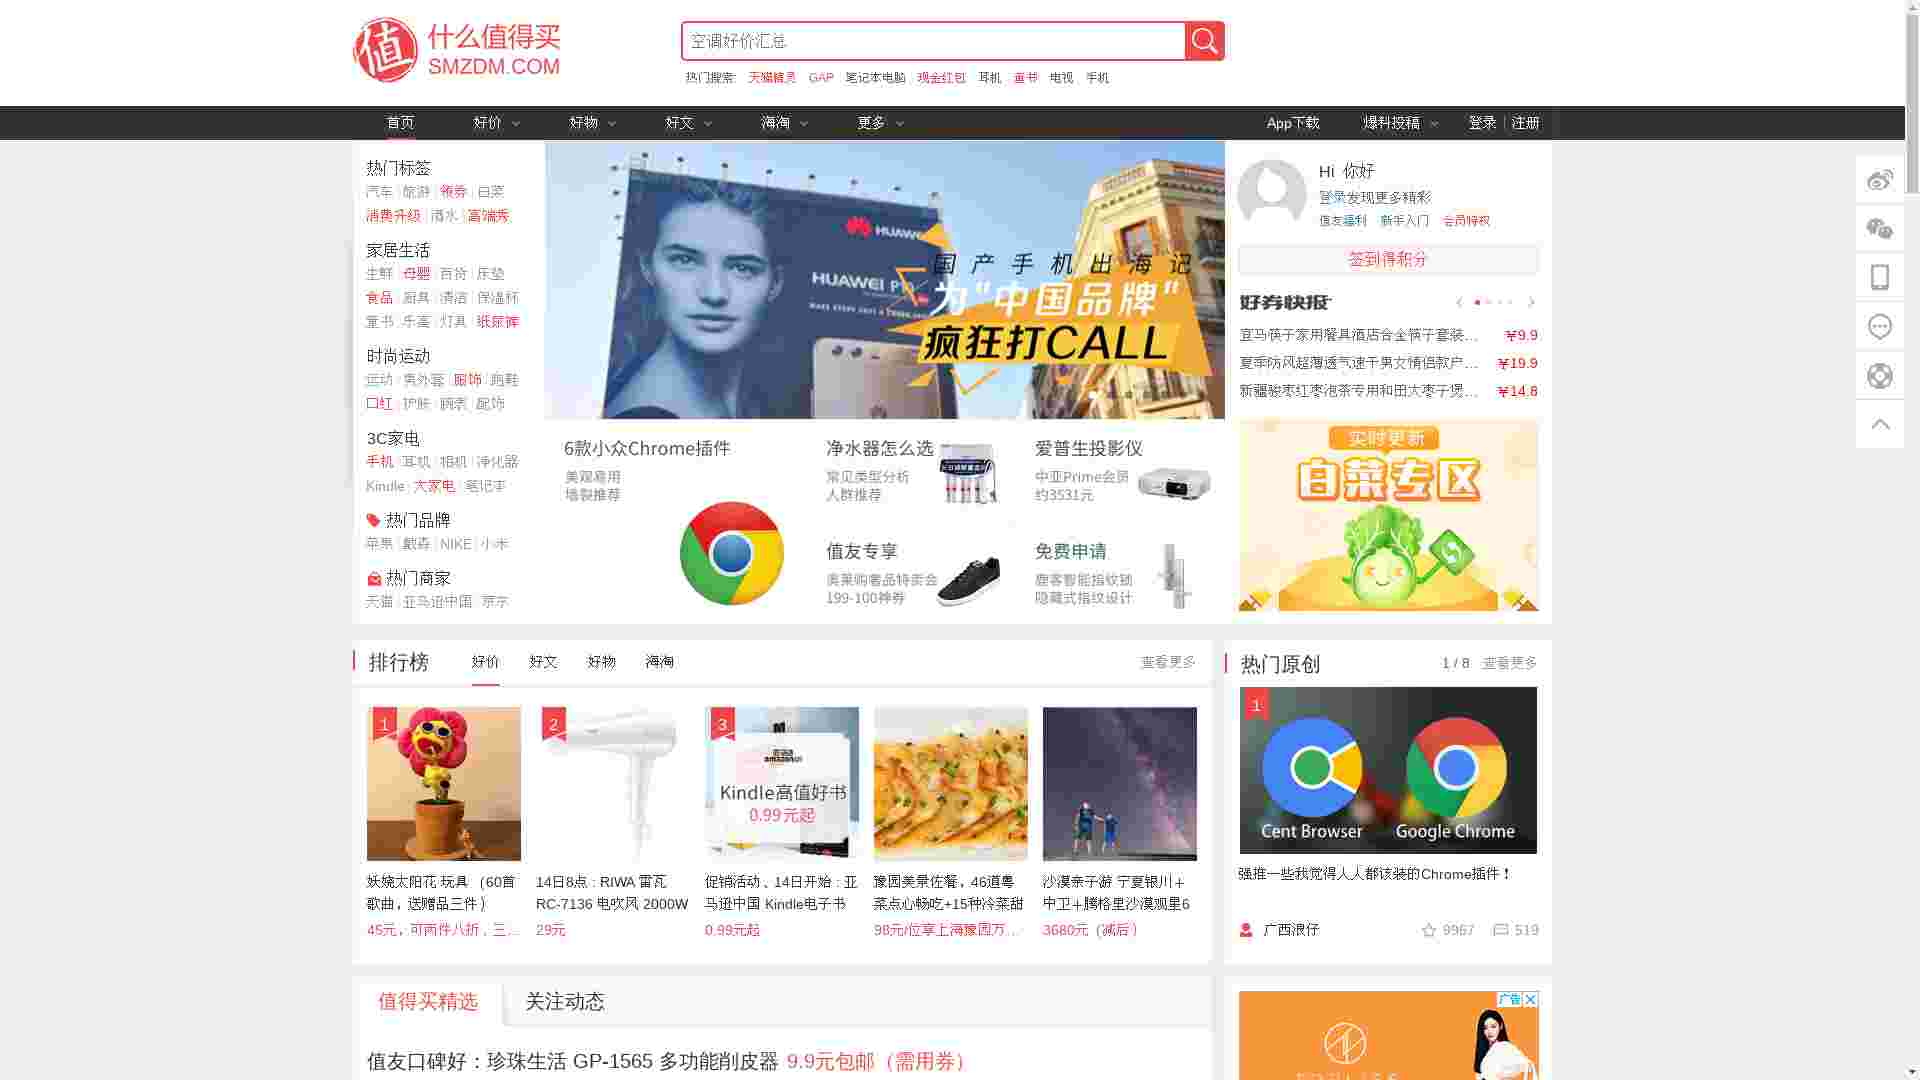 什么值得买
SMZDM.COM
空调好价汇总
热门搜索: 天猫精灵 GAP 笔记本电脑 现金红包 耳机 童书 电视 手机
首页 好价 好物 好文 海淘 更多 App下载 爆料投稿 登录 | 注册
热门标签
汽车 | 旅游 | 领券 | 白菜
消费升级 | 酒水 | 高端秀
家居生活
生鲜 | 母婴 | 百货 | 床垫
食品 | 厨具 | 清洁 | 保温杯
童书 | 乐高 | 灯具 | 纸尿裤
时尚运动
运动 | 男外套 | 服饰 | 跑鞋
口红 | 护肤 | 腕表 | 配饰
3C家电
手机 | 耳机 | 相机 | 净化器
Kindle | 大家电 | 笔记本
热门品牌
苹果 | 戴森 | NIKE | 小米
热门商家
天猫 | 亚马逊中国 | 京东
HUAWEI
HUAWEI
国产手机出海记
为"中国品牌"
疯狂打CALL
6款小众Chrome插件
美观易用
墙裂推荐
净水器怎么选
常见类型分析
人群推荐
爱普生投影仪
中亚Prime会员
约3531元
值友专享
奥莱购奢品特卖会
199-100神券
免费申请
鹿客智能指纹锁
隐藏式指纹设计
Hi 你好
登录发现更多精彩
值友福利 新手入门 会员特权
签到得积分
好券快报
宜马筷子家用餐具酒店合金筷子套装... ¥9.9
夏季防风超薄透气速干男女情侣款户... ¥19.9
新疆骏枣红枣泡茶专用和田大枣子煲... ¥14.8
实时更新
白菜专区
排行榜 好价 好文 好物 海淘 查看更多
1
2
3
亚马逊
amazon.cn
Kindle高值好书
0.99元起
妖娆太阳花 玩具 （60首
歌曲，送赠品三件）
45元，可两件八折，三...
14日8点：RIWA 雷瓦
RC-7136 电吹风 2000W
29元
促销活动、14日开始：亚
马逊中国 Kindle电子书
0.99元起
豫园美景佐餐，46道粤
菜点心畅吃+15种冷菜甜
98元/位享上海豫园万...
沙漠亲子游 宁夏银川＋
中卫＋腾格里沙漠观星6
3680元（减后）
热门原创 1 / 8 查看更多
1
Cent Browser Google Chrome
强推一些我觉得人人都该装的Chrome插件！
广西浪仔 9967 519
值得买精选 关注动态
值友口碑好：珍珠生活 GP-1565 多功能削皮器 9.9元包邮（需用券）
广告